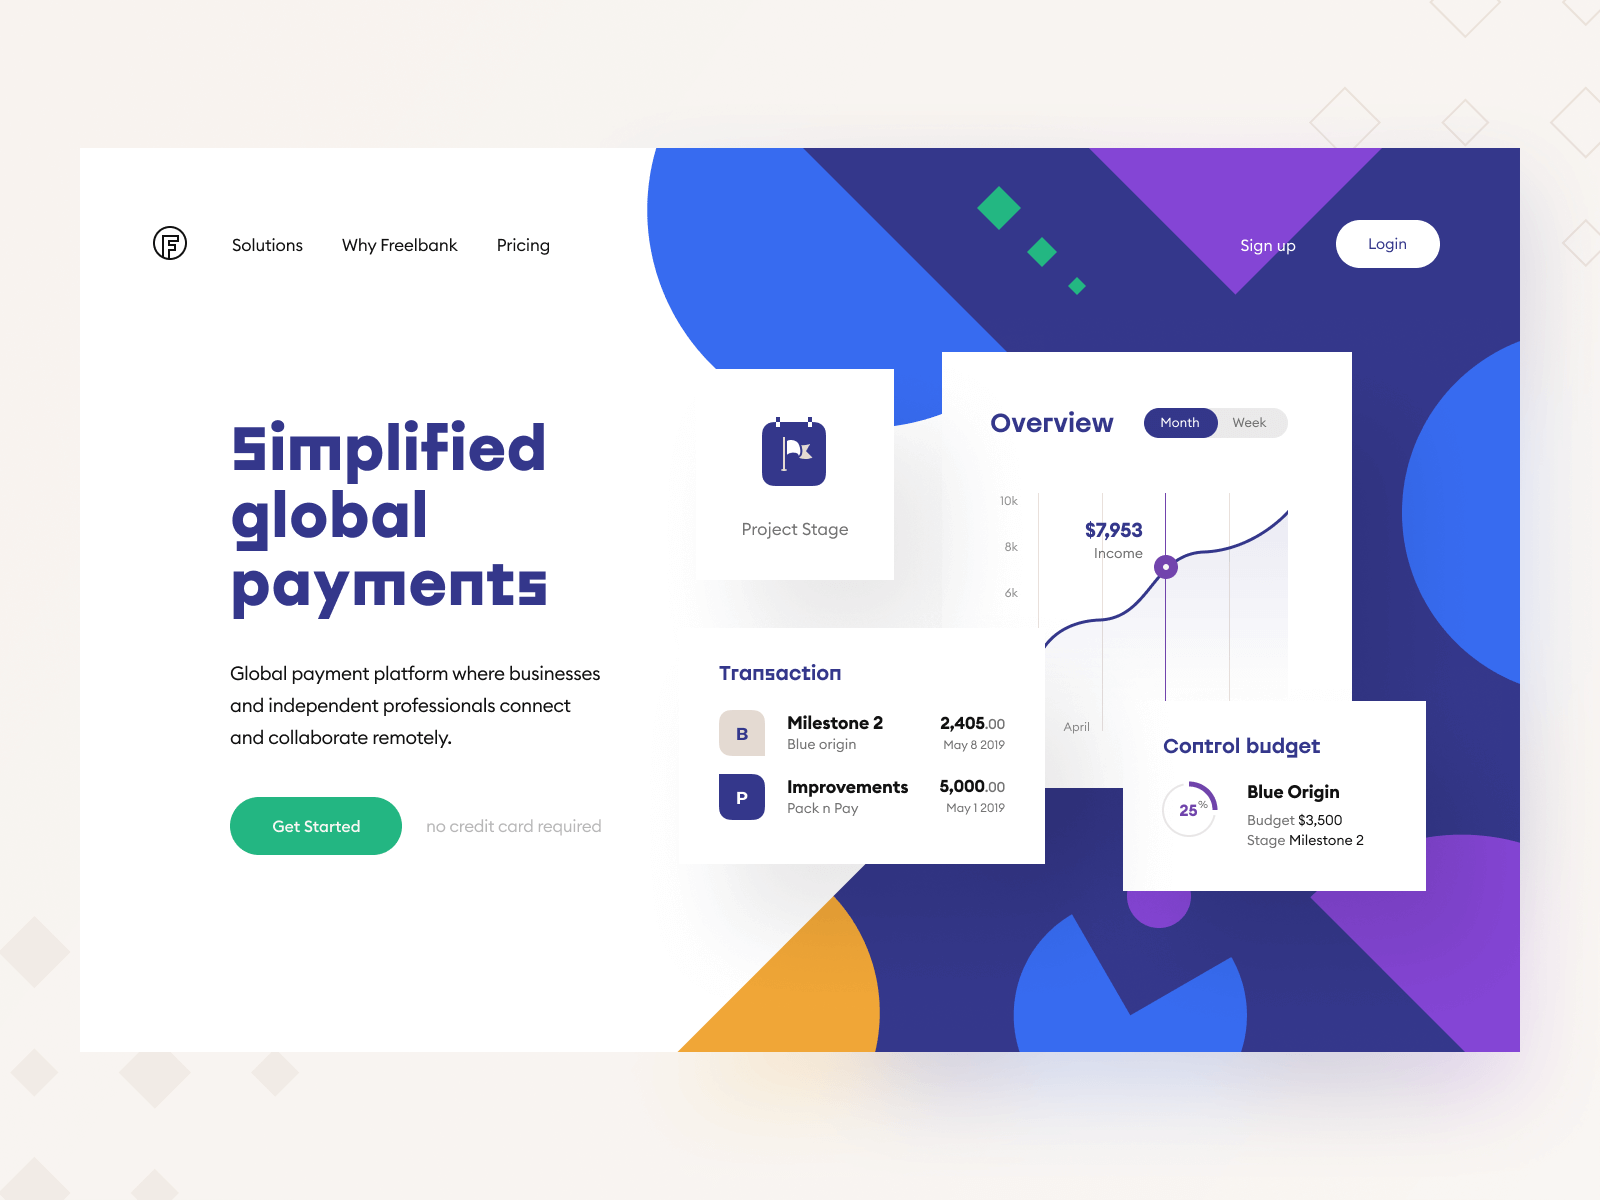 Solutions Why Freelbank Pricing
Sign up Login
Simplified
global
payments
Global payment platform where businesses
and independent professionals connect
and collaborate remotely.
Get Started no credit card required
Project Stage
Overview Month Week
10k
8k
6k
$7,953
Income
April
Transaction
B Milestone 2 2,405.00
Blue origin May 8 2019
P Improvements 5,000.00
Pack n Pay May 1 2019
Control budget
25% Blue Origin
Budget $3,500
Stage Milestone 2